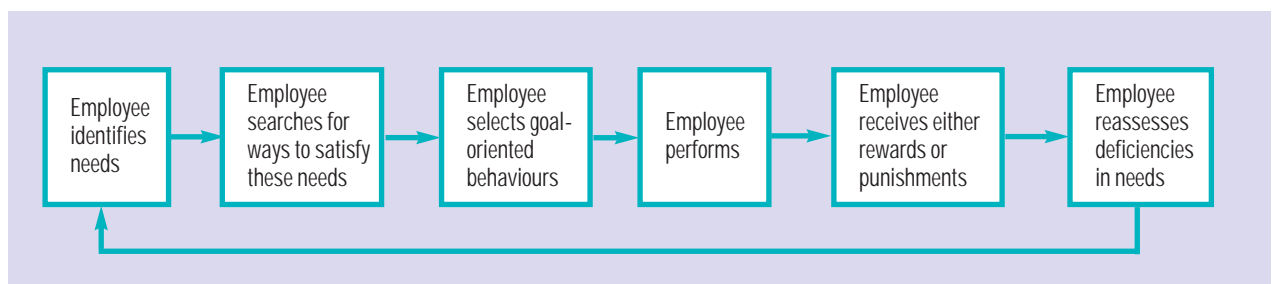 Employee
identifies
needs
Employee
searches for
ways to satisfy
these needs
Employee
selects goal-
oriented
behaviours
Employee
performs
Employee
receives either
rewards or
punishments
Employee
reassesses
deficiencies
in needs